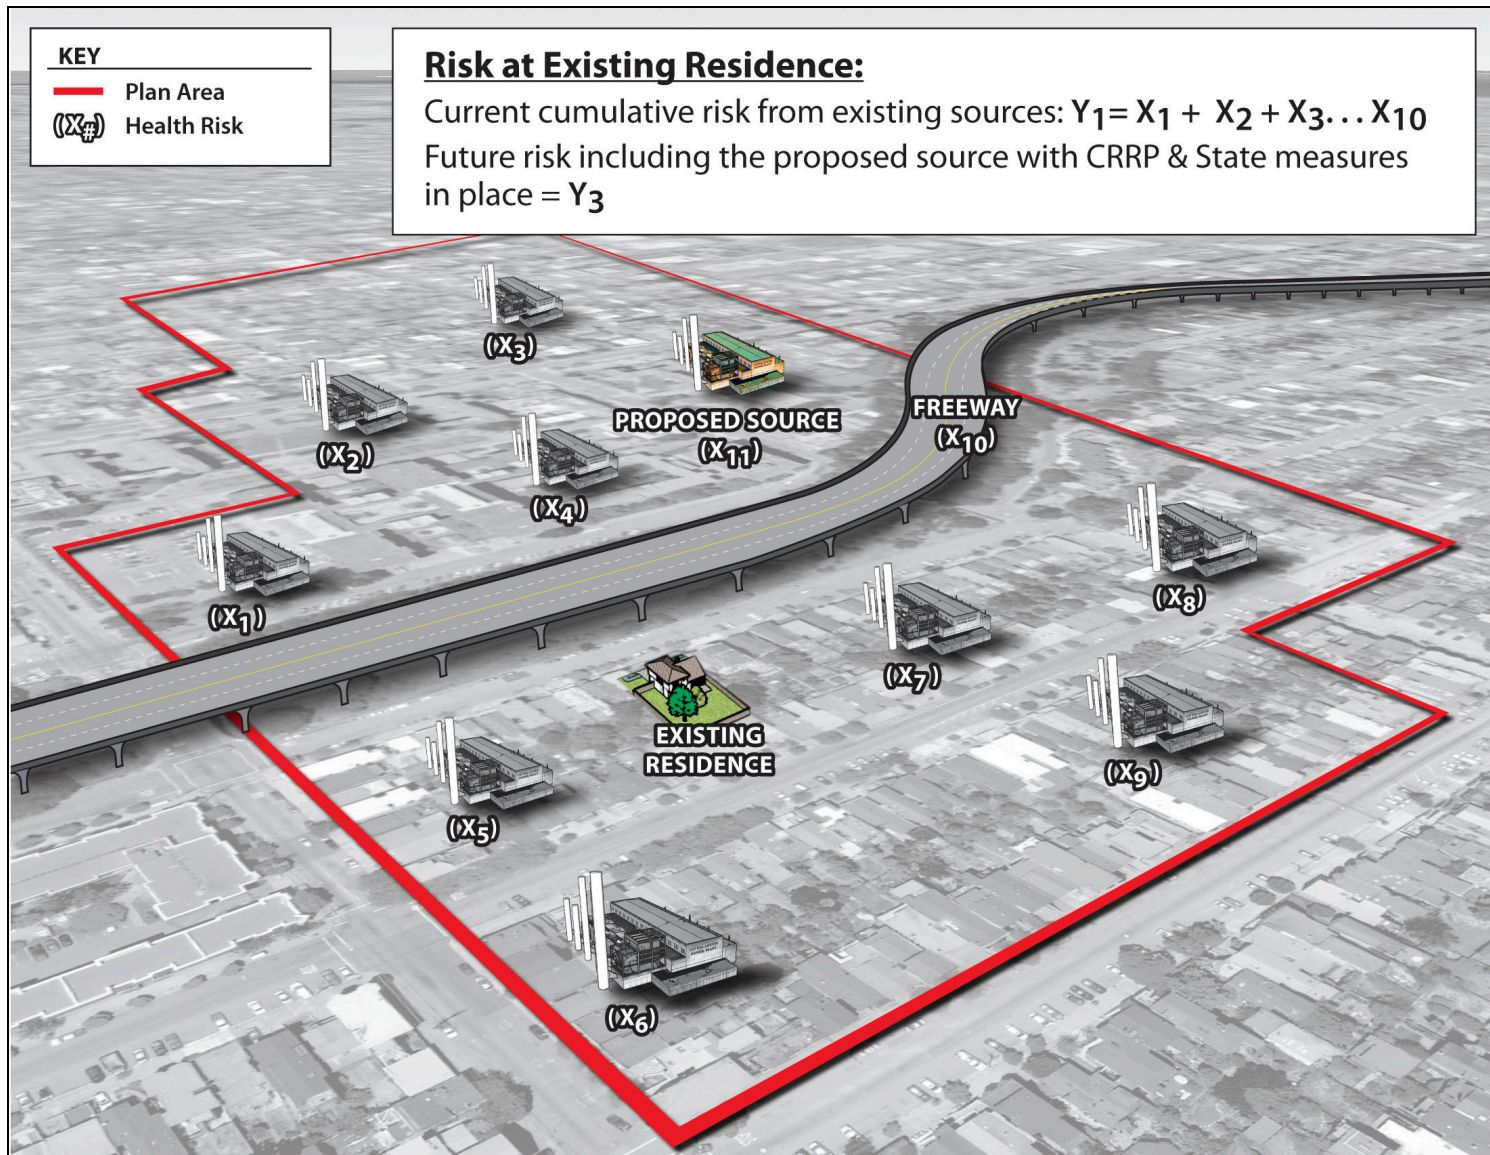 KEY
Plan Area
(X#) Health Risk
Risk at Existing Residence:
Current cumulative risk from existing sources: Y1= X1 + X2 + X3... X10
Future risk including the proposed source with CRRP & State measures
in place = Y3
(X3)
PROPOSED SOURCE
(X11)
FREEWAY
(X10)
(X2)
(X4)
(X1)
(X8)
(X7)
EXISTING
RESIDENCE
(X9)
(X5)
(X6)